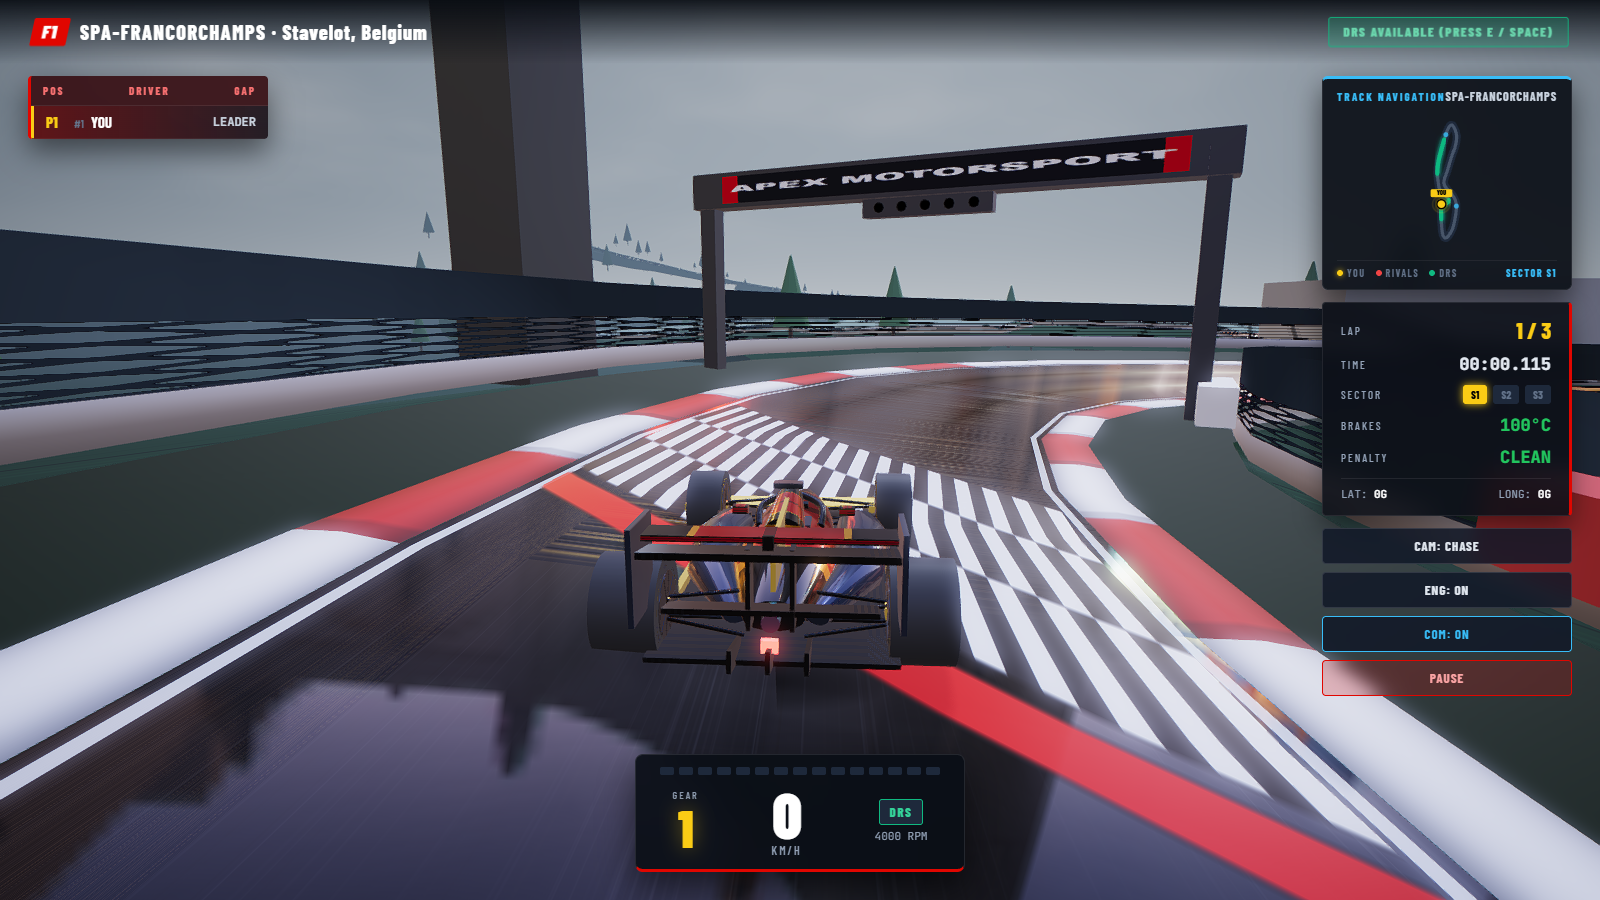 F1 SPA-FRANCORCHAMPS · Stavelot, Belgium
DRS AVAILABLE (PRESS E / SPACE)
POS DRIVER GAP
P1 #1 YOU LEADER
TRACK NAVIGATION SPA-FRANCORCHAMPS
YOU
YOU RIVALS DRS SECTOR S1
APEX MOTORSPORT
LAP 1/3
TIME 00:00.115
SECTOR S1 S2 S3
BRAKES 100°C
PENALTY CLEAN
LAT: 0G LONG: 0G
CAM: CHASE
ENG: ON
COM: ON
PAUSE
GEAR
1
0
KM/H
DRS
4000 RPM